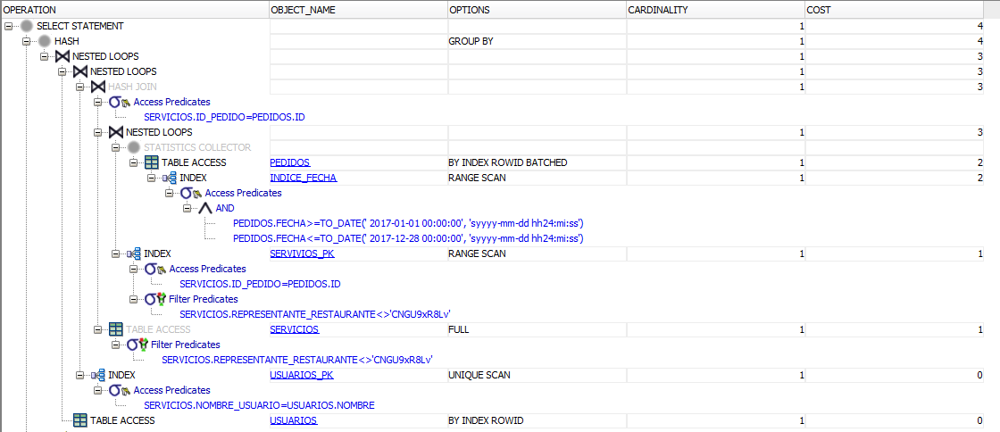 OPERATION OBJECT_NAME OPTIONS CARDINALITY COST
SELECT STATEMENT 1 4
HASH GROUP BY 1 4
NESTED LOOPS 1 3
NESTED LOOPS 1 3
HASH JOIN 1 3
Access Predicates
SERVICIOS.ID_PEDIDO=PEDIDOS.ID
NESTED LOOPS 1 3
STATISTICS COLLECTOR
TABLE ACCESS PEDIDOS BY INDEX ROWID BATCHED 1 2
INDEX INDICE_FECHA RANGE SCAN 1 2
Access Predicates
AND
PEDIDOS.FECHA>=TO_DATE(' 2017-01-01 00:00:00', 'syyyy-mm-dd hh24:mi:ss')
PEDIDOS.FECHA<=TO_DATE(' 2017-12-28 00:00:00', 'syyyy-mm-dd hh24:mi:ss')
INDEX SERVIVIOS_PK RANGE SCAN 1 1
Access Predicates
SERVICIOS.ID_PEDIDO=PEDIDOS.ID
Filter Predicates
SERVICIOS.REPRESENTANTE_RESTAURANTE<>'CNGU9xR8Lv'
TABLE ACCESS SERVICIOS FULL 1 1
Filter Predicates
SERVICIOS.REPRESENTANTE_RESTAURANTE<>'CNGU9xR8Lv'
INDEX USUARIOS_PK UNIQUE SCAN 1 0
Access Predicates
SERVICIOS.NOMBRE_USUARIO=USUARIOS.NOMBRE
TABLE ACCESS USUARIOS BY INDEX ROWID 1 0